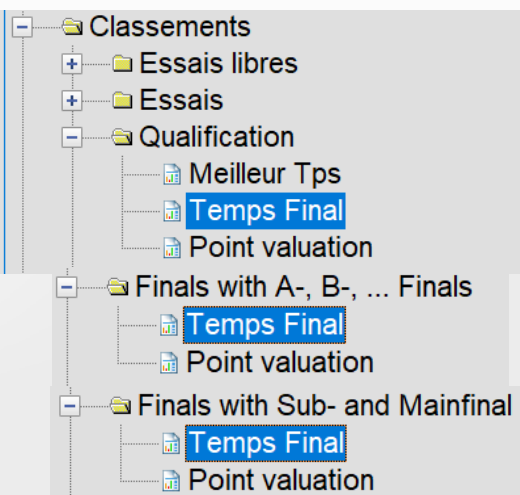 Classements
Essais libres
Essais
Qualification
Meilleur Tps
Temps Final
Point valuation
Finals with A-, B-, ... Finals
Temps Final
Point valuation
Finals with Sub- and Mainfinal
Temps Final
Point valuation